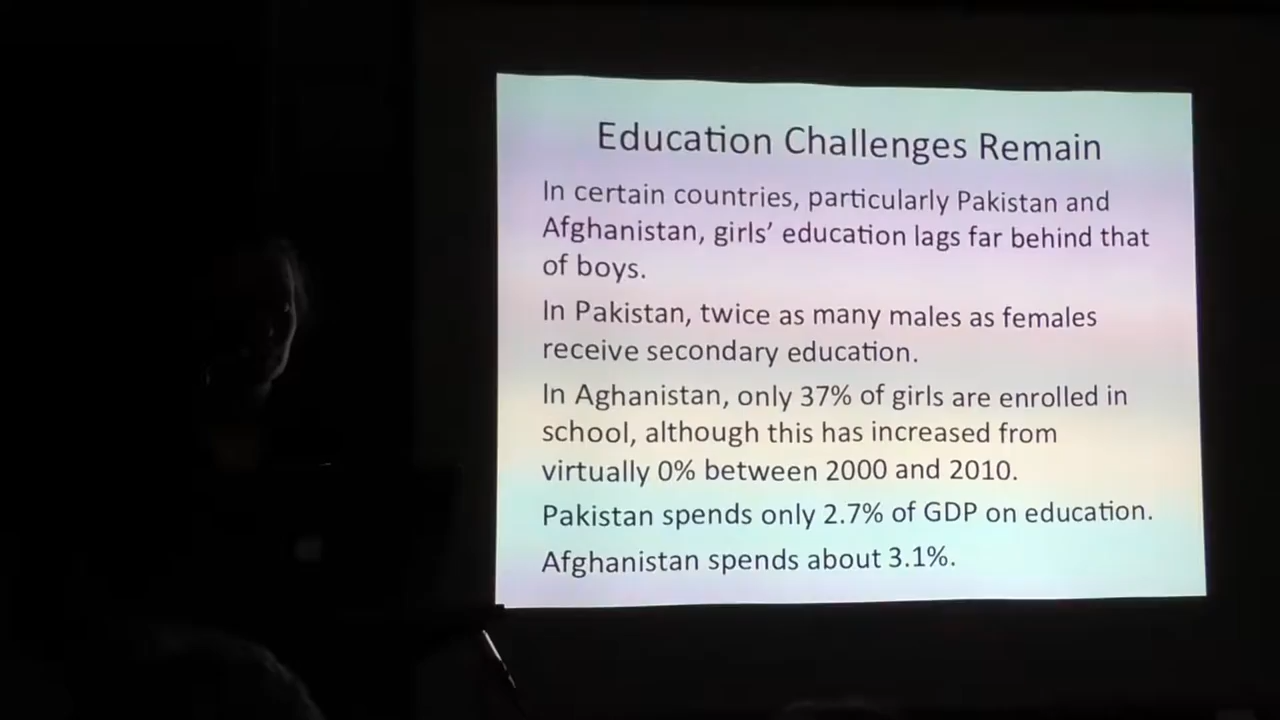 Education Challenges Remain
In certain countries, particularly Pakistan and
Afghanistan, girls’ education lags far behind that
of boys.
In Pakistan, twice as many males as females
receive secondary education.
In Aghanistan, only 37% of girls are enrolled in
school, although this has increased from
virtually 0% between 2000 and 2010.
Pakistan spends only 2.7% of GDP on education.
Afghanistan spends about 3.1%.